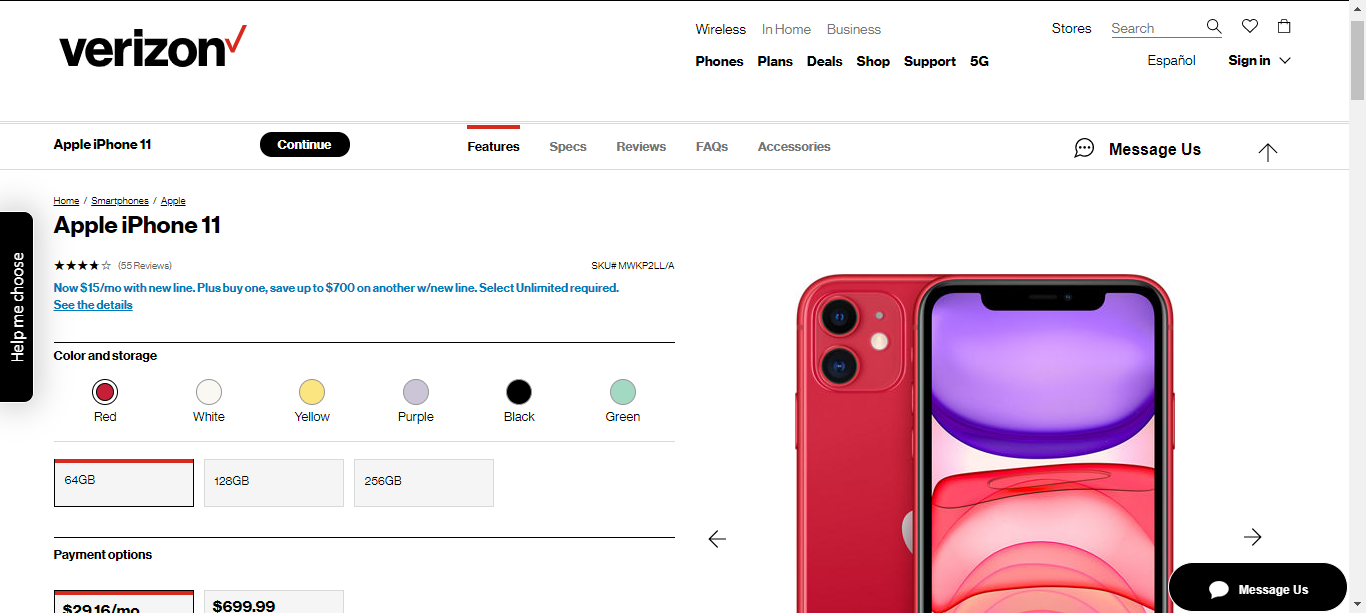 verizon
Wireless In Home Business
Stores Search
Phones Plans Deals Shop Support 5G
Español Sign in
Apple iPhone 11 Continue Features Specs Reviews FAQs Accessories Message Us
Help me choose
Home / Smartphones / Apple
Apple iPhone 11
(55 Reviews) SKU# MWKP2LL/A
Now $15/mo with new line. Plus buy one, save up to $700 on another w/new line. Select Unlimited required.
See the details
Color and storage
Red White Yellow Purple Black Green
64GB 128GB 256GB
Payment options
$29.16/mo $699.99
Message Us